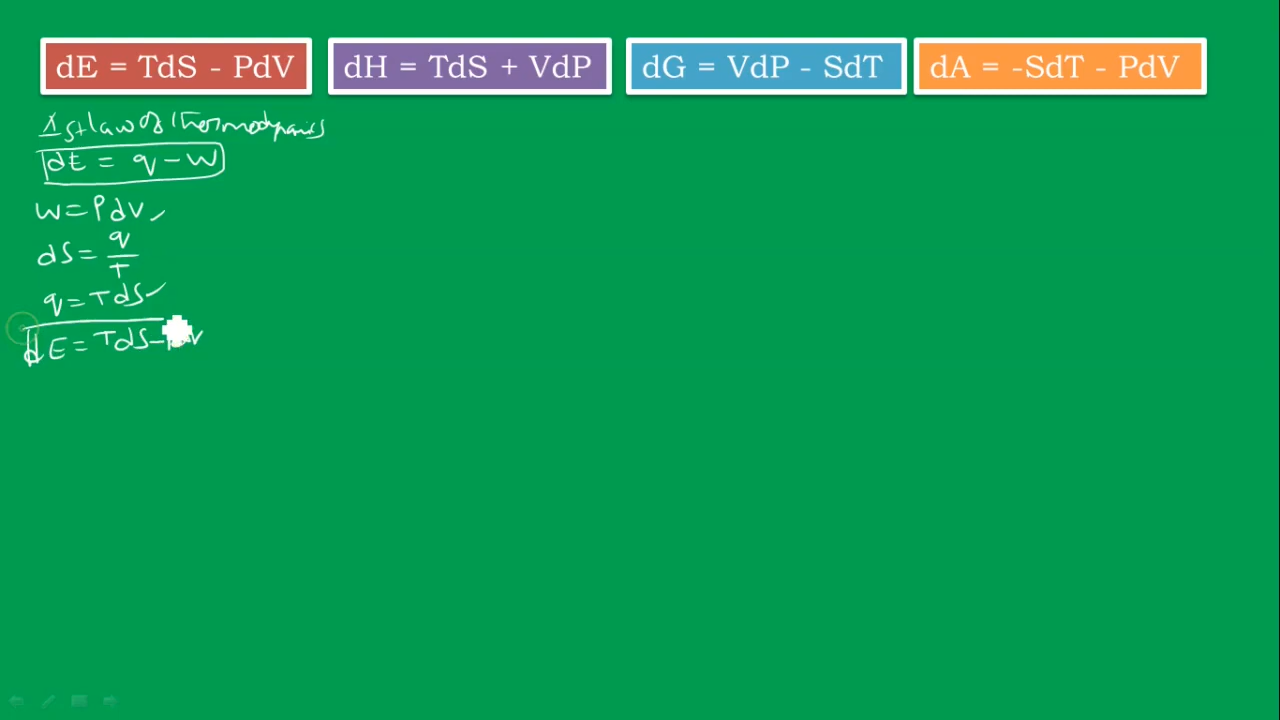 dE = TdS - PdV
dH = TdS + VdP
dG = VdP - SdT
dA = -SdT - PdV
1st law of Thermodynamics
dE = q - w
w = PdV
dS = q/T
q = TdS
dE = TdS - PdV